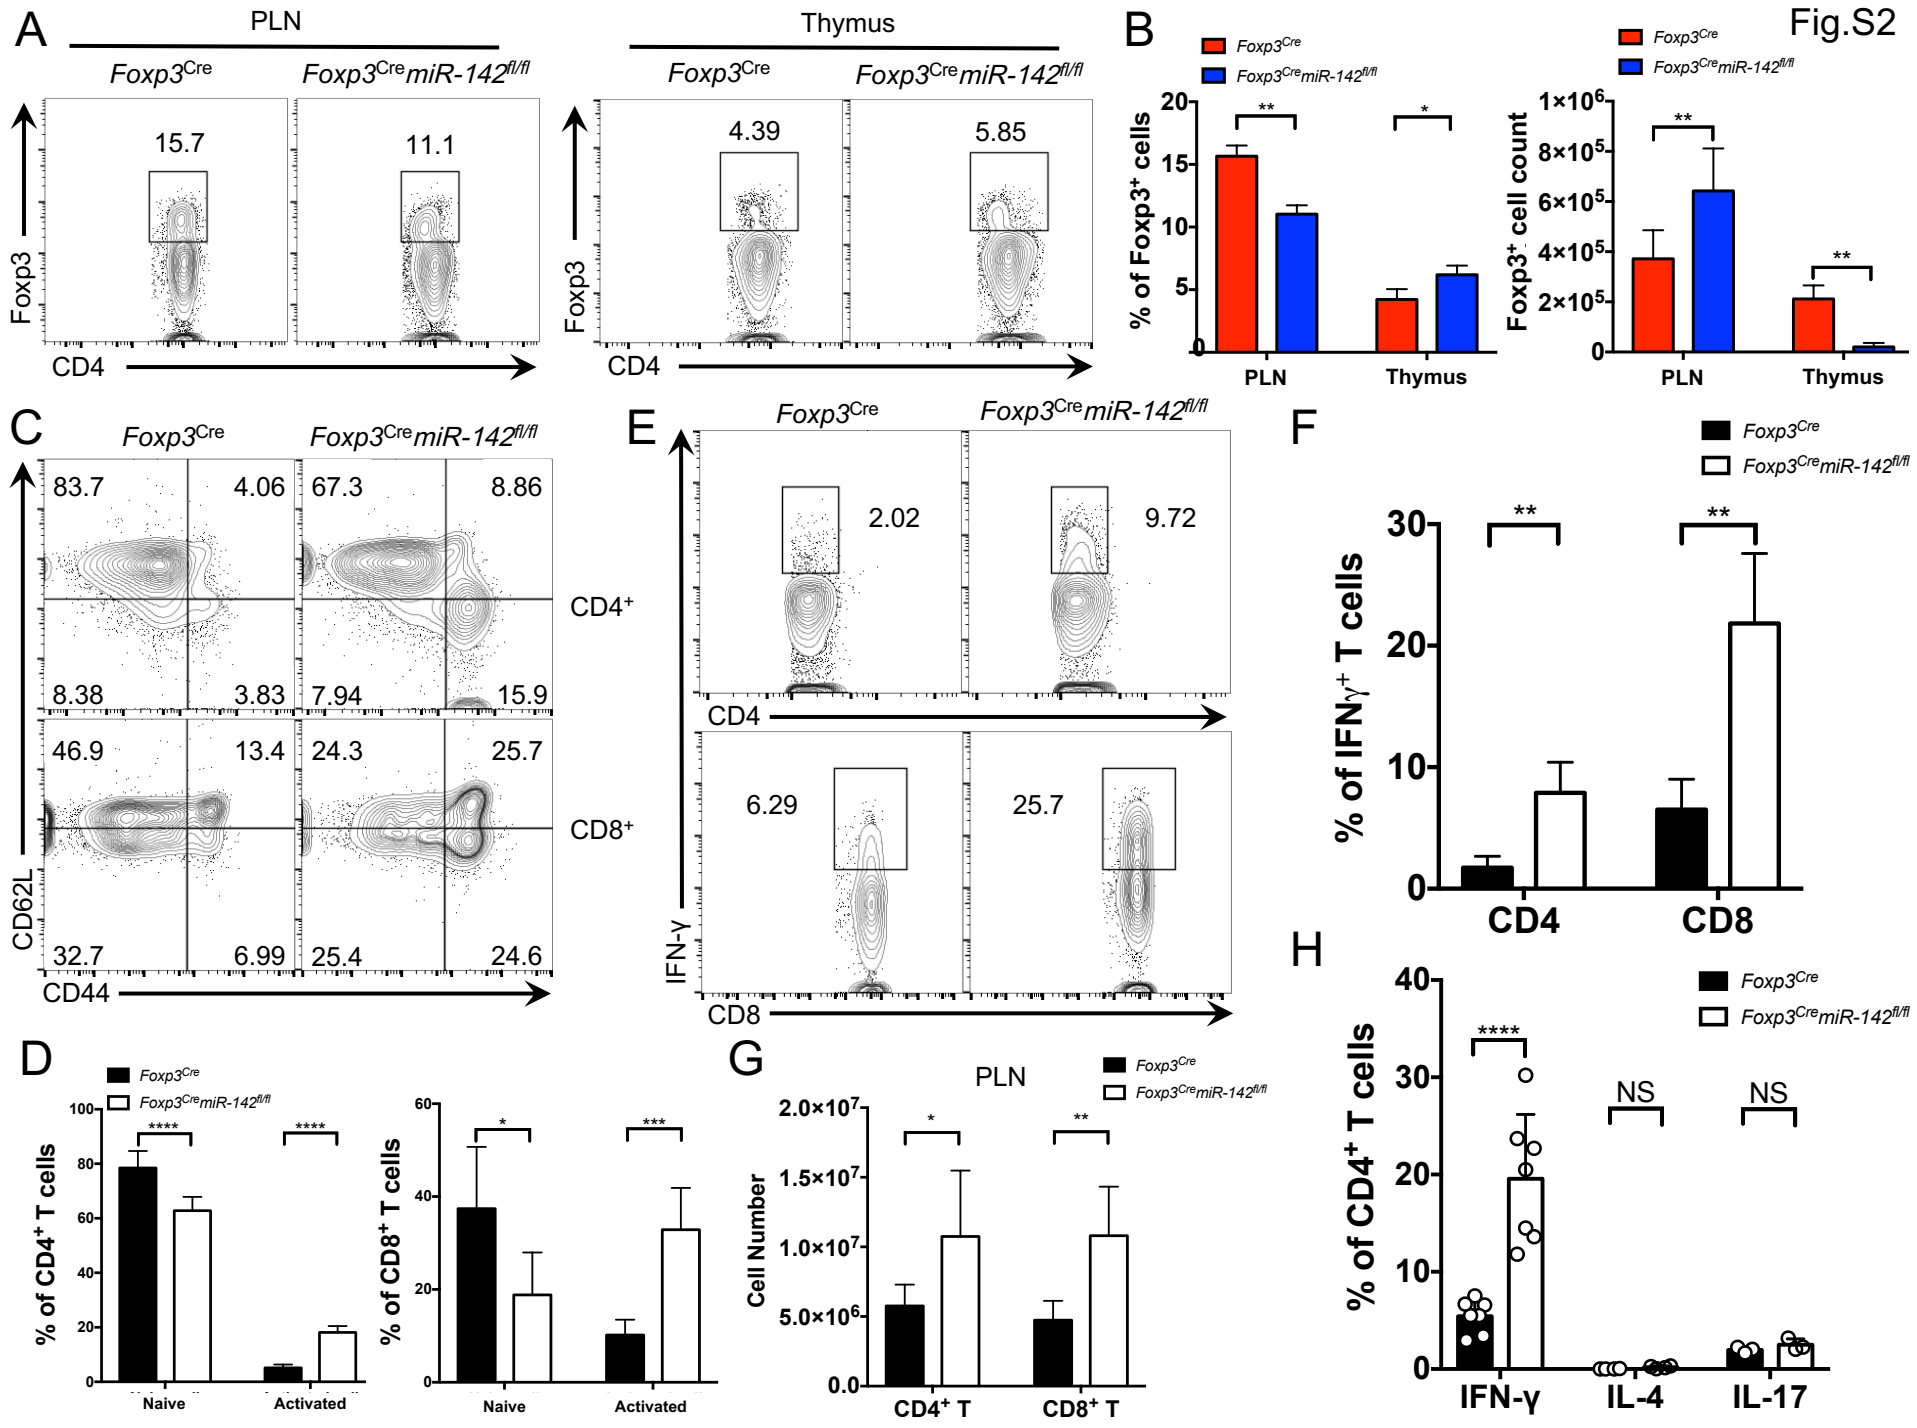 Fig.S2
A
PLN
Thymus
Foxp3Cre
Foxp3CremiR-142fl/fl
Foxp3Cre
Foxp3CremiR-142fl/fl
15.7
11.1
4.39
5.85
Foxp3
Foxp3
CD4
CD4
B
Foxp3Cre
Foxp3CremiR-142fl/fl
% of Foxp3+ cells
20
15
10
5
0
**
*
PLN
Thymus
Foxp3Cre
Foxp3CremiR-142fl/fl
Foxp3+ cell count
1×10⁶
8×10⁵
6×10⁵
4×10⁵
2×10⁵
0
**
**
PLN
Thymus
C
Foxp3Cre
Foxp3CremiR-142fl/fl
83.7
4.06
67.3
8.86
8.38
3.83
7.94
15.9
CD4+
46.9
13.4
24.3
25.7
32.7
6.99
25.4
24.6
CD8+
CD62L
CD44
D
Foxp3Cre
Foxp3CremiR-142fl/fl
% of CD4+ T cells
100
80
60
40
20
0
****
****
Naive
Activated
% of CD8+ T cells
60
40
20
0
*
***
Naive
Activated
E
Foxp3Cre
Foxp3CremiR-142fl/fl
2.02
9.72
CD4
6.29
25.7
IFN-γ
CD8
F
Foxp3Cre
Foxp3CremiR-142fl/fl
% of IFNγ+ T cells
30
20
10
0
**
**
CD4
CD8
G
PLN
Foxp3Cre
Foxp3CremiR-142fl/fl
Cell Number
2.0×10⁷
1.5×10⁷
1.0×10⁷
5.0×10⁶
0.0
*
**
CD4+ T
CD8+ T
H
Foxp3Cre
Foxp3CremiR-142fl/fl
% of CD4+ T cells
40
30
20
10
0
****
NS
NS
IFN-γ
IL-4
IL-17